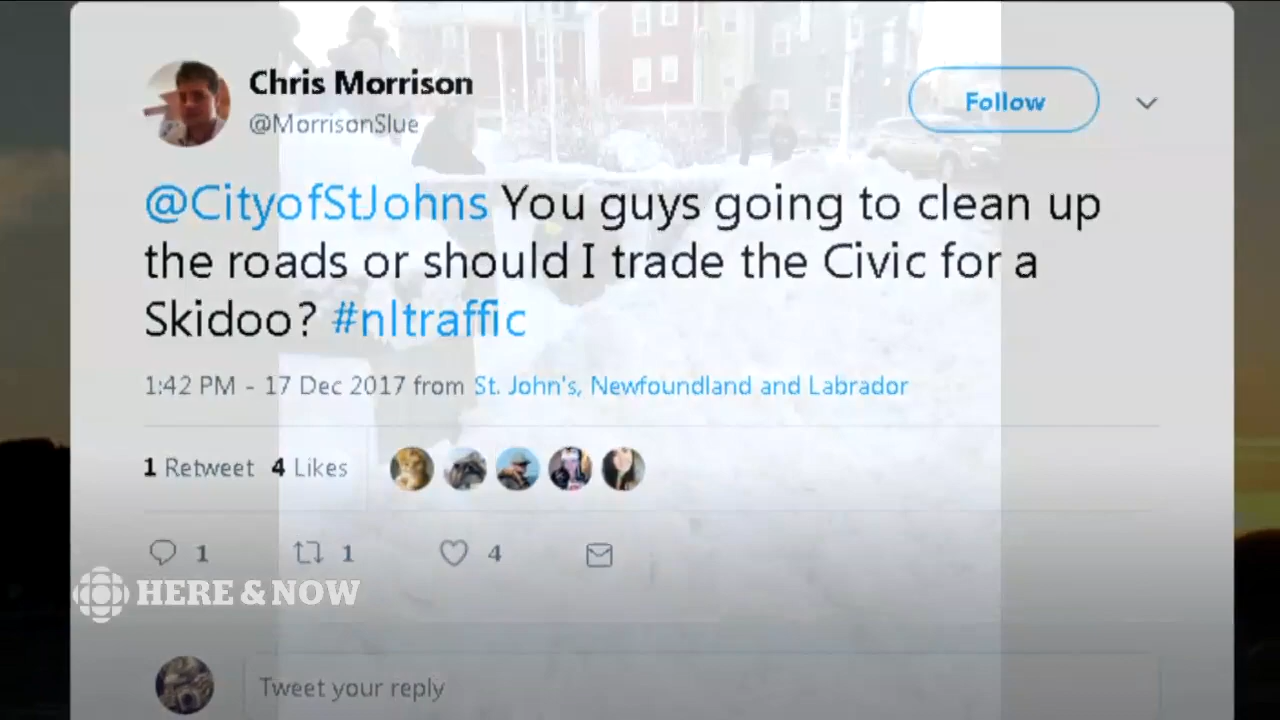 Chris Morrison
@MorrisonSlue
Follow
@CityofStJohns You guys going to clean up
the roads or should I trade the Civic for a
Skidoo? #nltraffic
1:42 PM - 17 Dec 2017 from St. John's, Newfoundland and Labrador
1 Retweet 4 Likes
1 1 4
HERE & NOW
Tweet your reply